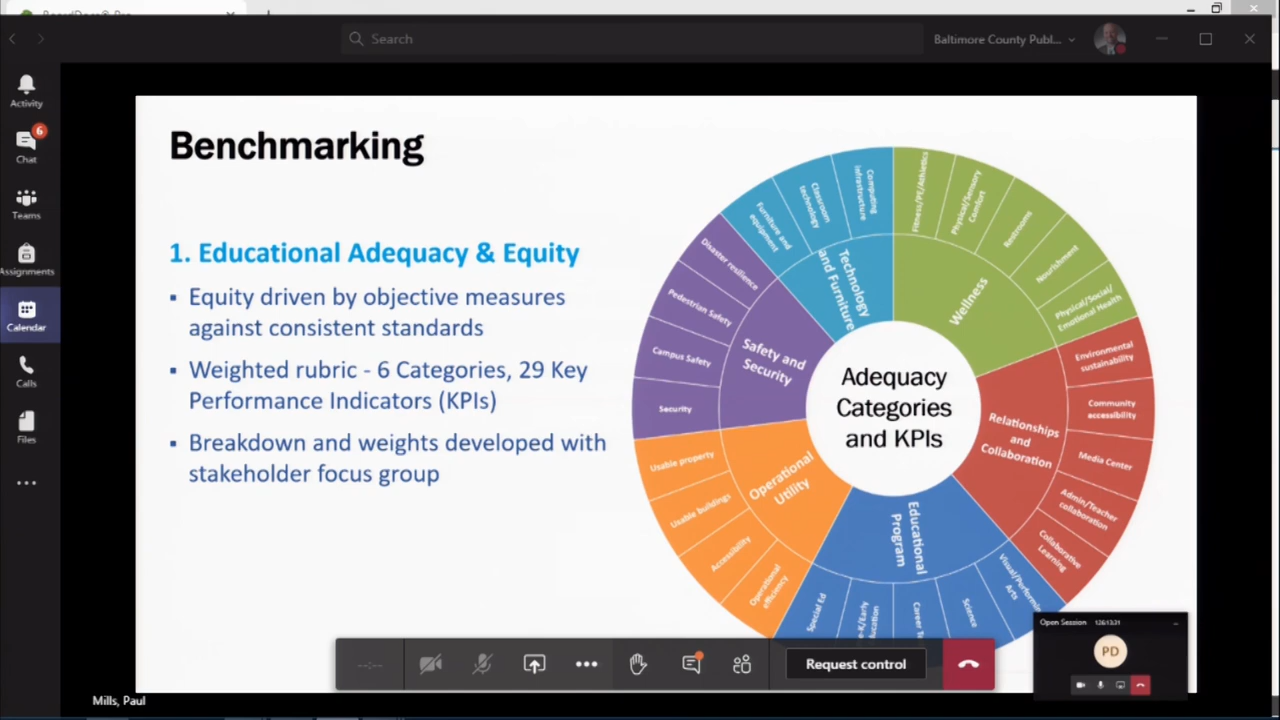 BoardDocs® Pro
Search
Baltimore County Publ...
Activity
6
Chat
Teams
Assignments
Calendar
Calls
Files
Benchmarking
1. Educational Adequacy & Equity
▪ Equity driven by objective measures
against consistent standards
▪ Weighted rubric - 6 Categories, 29 Key
Performance Indicators (KPIs)
▪ Breakdown and weights developed with
stakeholder focus group
Adequacy
Categories
and KPIs
Wellness
Fitness/PE/Athletics
Physical/Sensory
Comfort
Restrooms
Nourishment
Physical/Social/
Emotional Health
Relationships
and
Collaboration
Environmental
sustainability
Community
accessibility
Media Center
Admin/Teacher
collaboration
Collaborative
Learning
Educational
Program
Visual/Performin
Arts
Science
Career T
Special Ed
Operational
Utility
Operational
efficiency
Accessibility
Usable buildings
Usable property
Safety and
Security
Security
Campus Safety
Pedestrian Safety
Disaster resilience
Technology
and Furniture
Furniture and
equipment
Classroom
technology
Computing
infrastructure
--:--
Request control
Open Session
PD
Mills, Paul